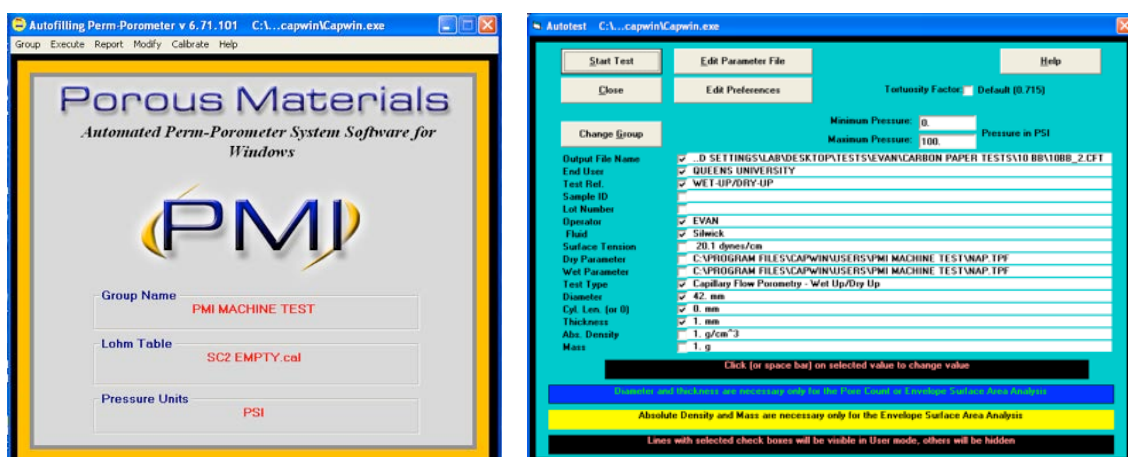 Autofilling Perm-Porometer v 6.71.101 C:\...capwin\Capwin.exe
Group Execute Report Modify Calibrate Help
Porous Materials
Automated Perm-Porometer System Software for
Windows
PMI
Group Name
PMI MACHINE TEST
Lohm Table
SC2 EMPTY.cal
Pressure Units
PSI
Autotest C:\...capwin\Capwin.exe
Start Test Edit Parameter File Help
Close Edit Preferences Tortuosity Factor: Default (0.715)
Change Group
Minimum Pressure: 0.
Maximum Pressure: 100.
Pressure in PSI
Output File Name ..D SETTINGS\LAB\DESKTOP\TESTS\EVAN\CARBON PAPER TESTS\10 BB\10BB_2.CFT
End User QUEENS UNIVERSITY
Test Ref. WET-UP/DRY-UP
Sample ID
Lot Number
Operator EVAN
Fluid Silwick
Surface Tension 20.1 dynes/cm
Dry Parameter C:\PROGRAM FILES\CAPWIN\USERS\PMI MACHINE TEST\NAP.TPF
Wet Parameter C:\PROGRAM FILES\CAPWIN\USERS\PMI MACHINE TEST\NAP.TPF
Test Type Capillary Flow Porometry - Wet Up/Dry Up
Diameter 42. mm
Cyl. Len. (or 0) 0. mm
Thickness 1. mm
Abs. Density 1. g/cm^3
Mass 1. g
Click (or space bar) on selected value to change value
Diameter and thickness are necessary only for the Pore Count or Envelope Surface Area Analysis
Absolute Density and Mass are necessary only for the Envelope Surface Area Analysis
Lines with selected check boxes will be visible in User mode, others will be hidden